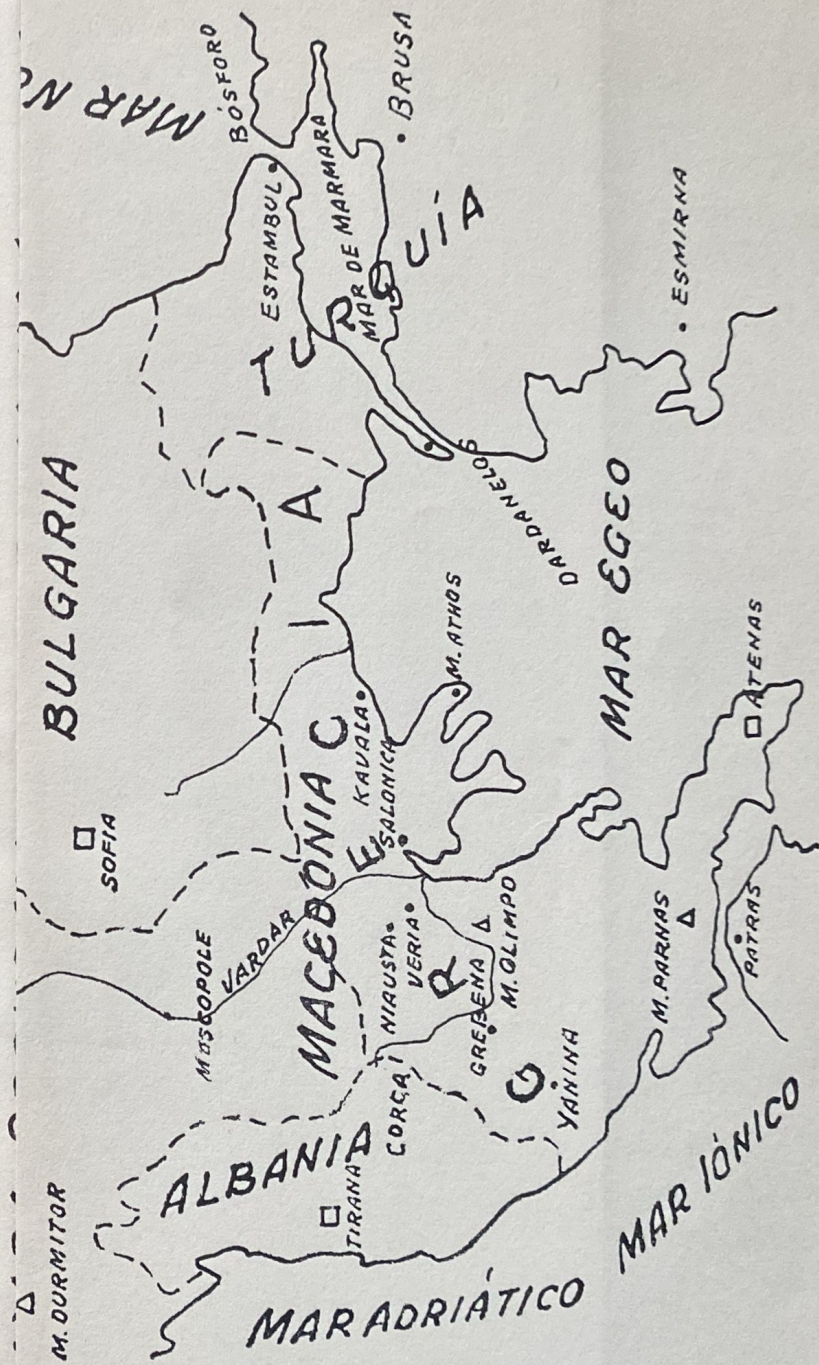 M. DURMITOR
SOFIA
BULGARIA
MAR N
BÓSFORO
ESTAMBUL
MAR DE MARMARA
BRUSA
TURQUÍA
MOSCOPOLE
VARDAR
MACEDONIA
ALBANIA
TIRANA
CORÇA
NIAUSTA
VERIA
SALONICA
KAVALA
M. ATHOS
DARDANELOS
GRECIA
GREBENA
M. OLIMPO
YANINA
MAR EGEO
ESMIRNA
M. PARNAS
PATRAS
ATENAS
MAR ADRIÁTICO
MAR IÓNICO